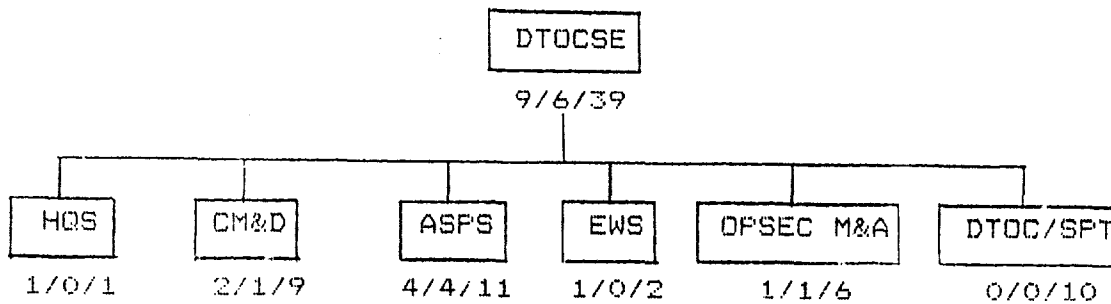 DTOCSE
9/6/39
HQS CM&D ASPS EWS OPSEC M&A DTOC/SPT
1/0/1 2/1/9 4/4/11 1/0/2 1/1/6 0/0/10